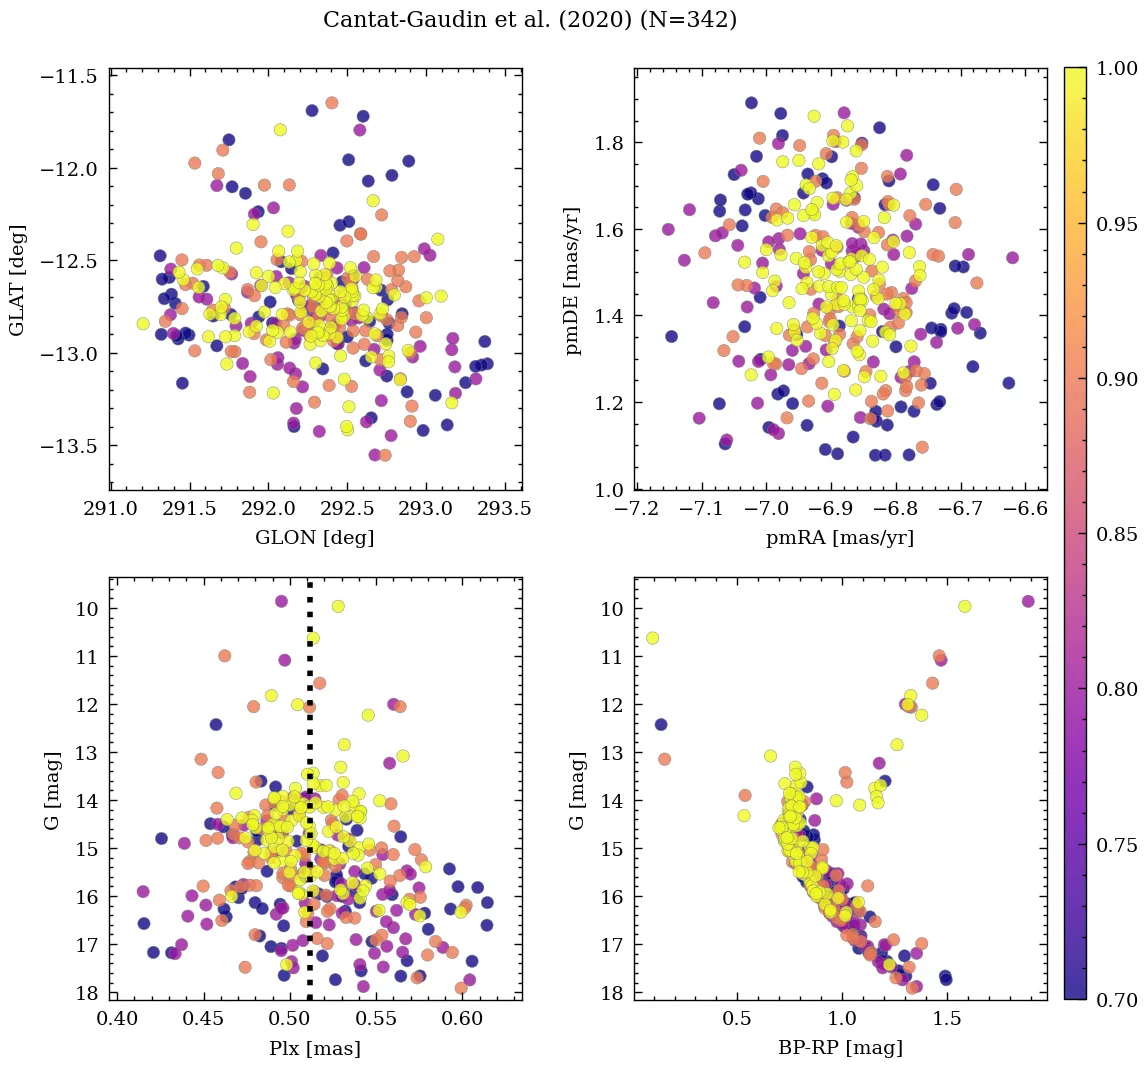 Cantat-Gaudin et al. (2020) (N=342)
−11.5
−12.0
−12.5
−13.0
−13.5
GLAT [deg]
291.0 291.5 292.0 292.5 293.0 293.5
GLON [deg]
1.8
1.6
1.4
1.2
1.0
pmDE [mas/yr]
−7.2 −7.1 −7.0 −6.9 −6.8 −6.7 −6.6
pmRA [mas/yr]
10
11
12
13
14
15
16
17
18
G [mag]
0.40 0.45 0.50 0.55 0.60
Plx [mas]
10
11
12
13
14
15
16
17
18
G [mag]
0.5 1.0 1.5
BP-RP [mag]
1.00
0.95
0.90
0.85
0.80
0.75
0.70